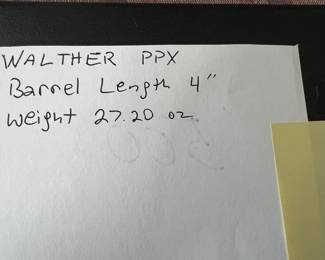 WALTHER PPX
Barrel Length 4"
Weight 27.20 oz.